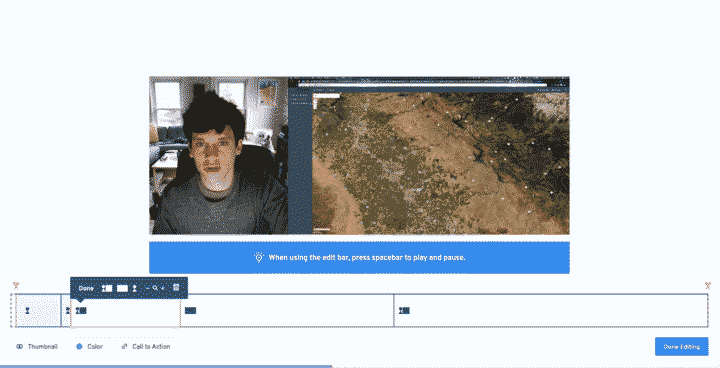 When using the edit bar, press spacebar to play and pause.
Done
Thumbnail
Color
Call to Action
Done Editing